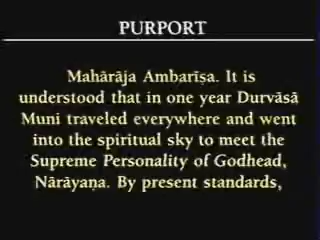 PURPORT
Mahārāja Ambarīṣa. It is
understood that in one year Durvāsā
Muni traveled everywhere and went
into the spiritual sky to meet the
Supreme Personality of Godhead,
Nārāyaṇa. By present standards,